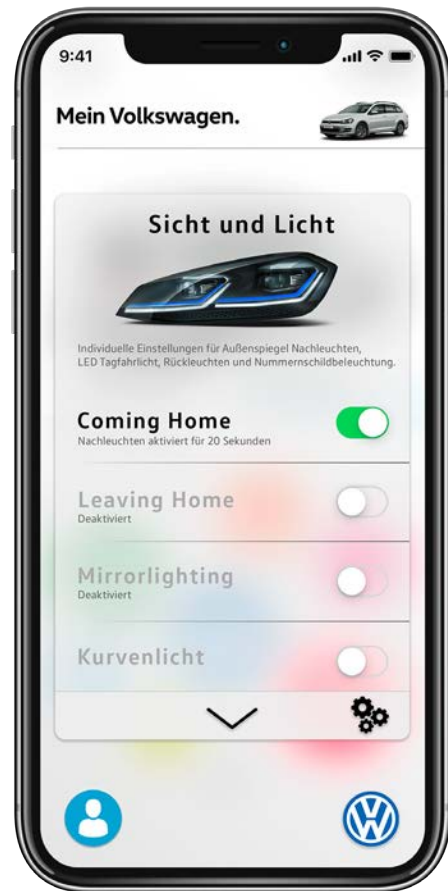 9:41
Mein Volkswagen.
Sicht und Licht
Individuelle Einstellungen für Außenspiegel Nachleuchten,
LED Tagfahrlicht, Rückleuchten und Nummernschildbeleuchtung.
Coming Home
Nachleuchten aktiviert für 20 Sekunden
Leaving Home
Deaktiviert
Mirrorlighting
Deaktiviert
Kurvenlicht
VW